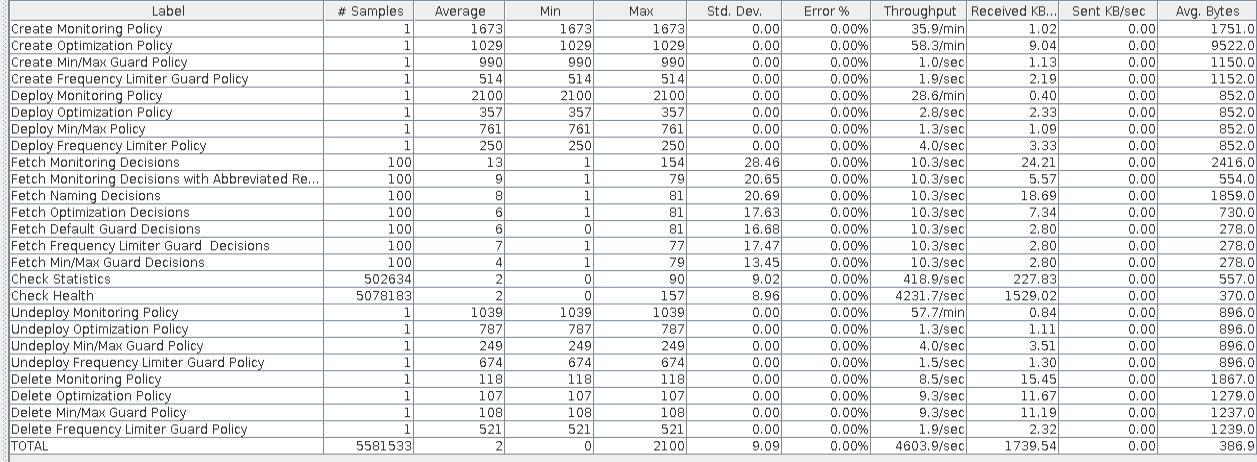 Label # Samples Average Min Max Std. Dev. Error % Throughput Received KB... Sent KB/sec Avg. Bytes
Create Monitoring Policy 1 1673 1673 1673 0.00 0.00% 35.9/min 1.02 0.00 1751.0
Create Optimization Policy 1 1029 1029 1029 0.00 0.00% 58.3/min 9.04 0.00 9522.0
Create Min/Max Guard Policy 1 990 990 990 0.00 0.00% 1.0/sec 1.13 0.00 1150.0
Create Frequency Limiter Guard Policy 1 514 514 514 0.00 0.00% 1.9/sec 2.19 0.00 1152.0
Deploy Monitoring Policy 1 2100 2100 2100 0.00 0.00% 28.6/min 0.40 0.00 852.0
Deploy Optimization Policy 1 357 357 357 0.00 0.00% 2.8/sec 2.33 0.00 852.0
Deploy Min/Max Policy 1 761 761 761 0.00 0.00% 1.3/sec 1.09 0.00 852.0
Deploy Frequency Limiter Policy 1 250 250 250 0.00 0.00% 4.0/sec 3.33 0.00 852.0
Fetch Monitoring Decisions 100 13 1 154 28.46 0.00% 10.3/sec 24.21 0.00 2416.0
Fetch Monitoring Decisions with Abbreviated Re... 100 9 1 79 20.65 0.00% 10.3/sec 5.57 0.00 554.0
Fetch Naming Decisions 100 8 1 81 20.69 0.00% 10.3/sec 18.69 0.00 1859.0
Fetch Optimization Decisions 100 6 1 81 17.63 0.00% 10.3/sec 7.34 0.00 730.0
Fetch Default Guard Decisions 100 6 0 81 16.68 0.00% 10.3/sec 2.80 0.00 278.0
Fetch Frequency Limiter Guard Decisions 100 7 1 77 17.47 0.00% 10.3/sec 2.80 0.00 278.0
Fetch Min/Max Guard Decisions 100 4 1 79 13.45 0.00% 10.3/sec 2.80 0.00 278.0
Check Statistics 502634 2 0 90 9.02 0.00% 418.9/sec 227.83 0.00 557.0
Check Health 5078183 2 0 157 8.96 0.00% 4231.7/sec 1529.02 0.00 370.0
Undeploy Monitoring Policy 1 1039 1039 1039 0.00 0.00% 57.7/min 0.84 0.00 896.0
Undeploy Optimization Policy 1 787 787 787 0.00 0.00% 1.3/sec 1.11 0.00 896.0
Undeploy Min/Max Guard Policy 1 249 249 249 0.00 0.00% 4.0/sec 3.51 0.00 896.0
Undeploy Frequency Limiter Guard Policy 1 674 674 674 0.00 0.00% 1.5/sec 1.30 0.00 896.0
Delete Monitoring Policy 1 118 118 118 0.00 0.00% 8.5/sec 15.45 0.00 1867.0
Delete Optimization Policy 1 107 107 107 0.00 0.00% 9.3/sec 11.67 0.00 1279.0
Delete Min/Max Guard Policy 1 108 108 108 0.00 0.00% 9.3/sec 11.19 0.00 1237.0
Delete Frequency Limiter Guard Policy 1 521 521 521 0.00 0.00% 1.9/sec 2.32 0.00 1239.0
TOTAL 5581533 2 0 2100 9.09 0.00% 4603.9/sec 1739.54 0.00 386.9